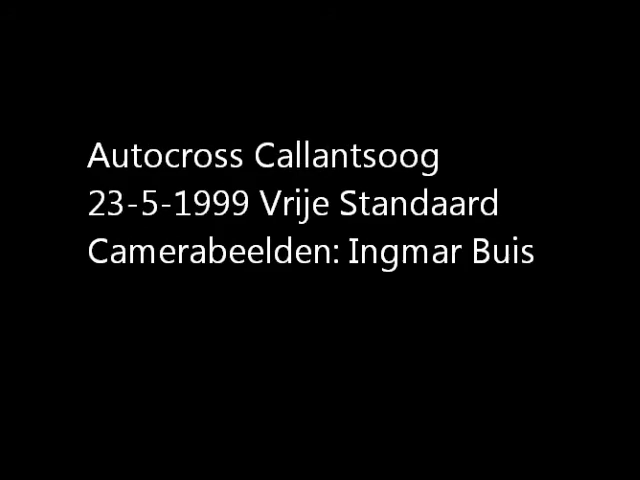 Autocross Callantsoog
23-5-1999 Vrije Standaard
Camerabeelden: Ingmar Buis